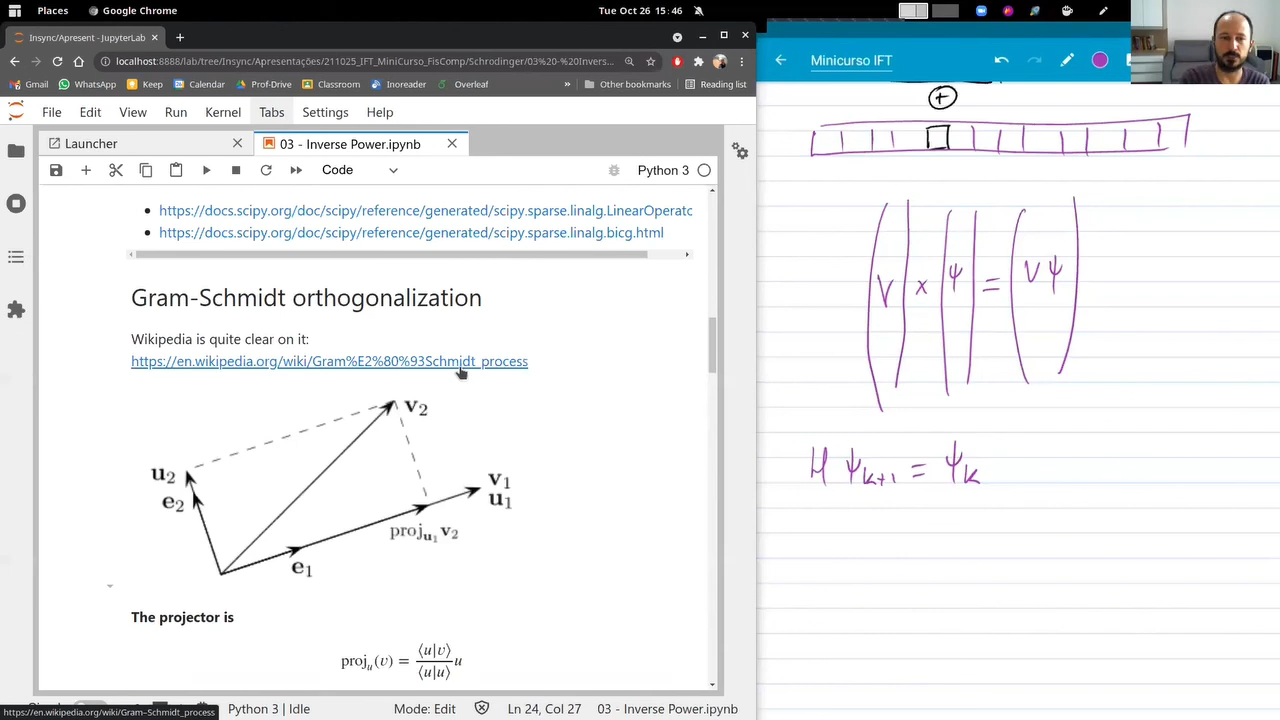 Places
Google Chrome
Tue Oct 26 15:46
Insync/Apresent - JupyterLab
localhost:8888/lab/tree/Insync/Apresentações/211025_IFT_MiniCurso_FisComp/Schrodinger/03%20-%20Invers…
Gmail WhatsApp Keep Calendar Prof-Drive Classroom Inoreader Overleaf Other bookmarks Reading list
File Edit View Run Kernel Tabs Settings Help
Launcher
03 - Inverse Power.ipynb
Code
Python 3
https://docs.scipy.org/doc/scipy/reference/generated/scipy.sparse.linalg.LinearOperato
https://docs.scipy.org/doc/scipy/reference/generated/scipy.sparse.linalg.bicg.html
Gram-Schmidt orthogonalization
Wikipedia is quite clear on it:
https://en.wikipedia.org/wiki/Gram%E2%80%93Schmidt_process
v₂
u₂
e₂
v₁
u₁
proj_u₁ v₂
e₁
The projector is
proj_u(v) = ⟨u|v⟩/⟨u|u⟩ u
https://en.wikipedia.org/wiki/Gram–Schmidt_process
Python 3 | Idle
Mode: Edit
Ln 24, Col 27
03 - Inverse Power.ipynb
Minicurso IFT
+
(V) × (ψ) = (Vψ)
H ψ_k+1 = ψ_k